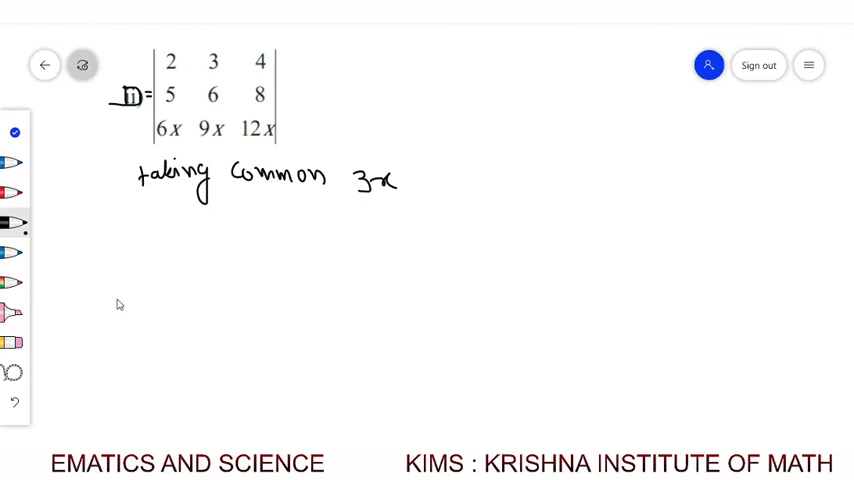 Sign out
2 3 4
ii = 5 6 8
6x 9x 12x
taking common 3x
EMATICS AND SCIENCE KIMS : KRISHNA INSTITUTE OF MATH